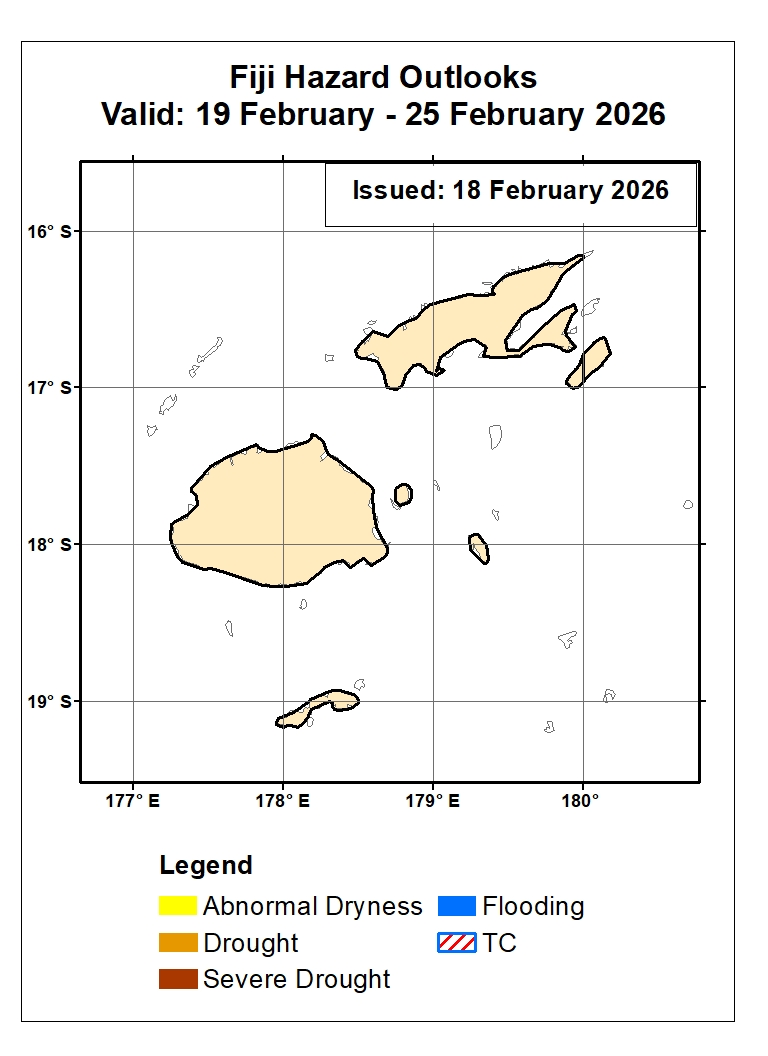 Fiji Hazard Outlooks
Valid: 19 February - 25 February 2026
Issued: 18 February 2026
16° S
17° S
18° S
19° S
177° E
178° E
179° E
180°
Legend
Abnormal Dryness
Flooding
Drought
TC
Severe Drought